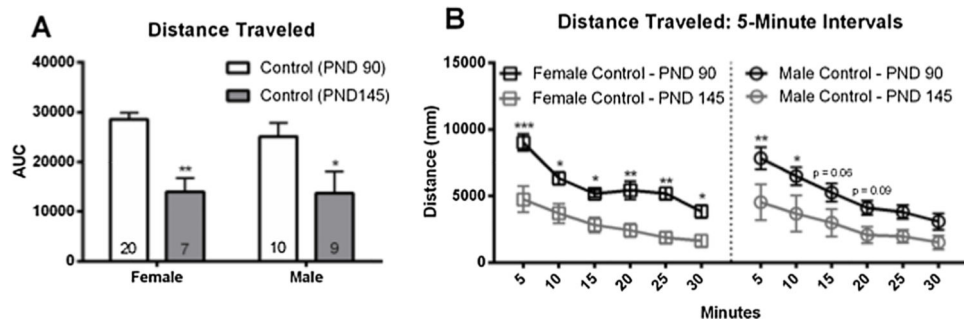 A
Distance Traveled
40000
30000
20000
10000
0
AUC
Control (PND 90)
Control (PND145)
**
*
20
7
10
9
Female
Male
B
Distance Traveled: 5-Minute Intervals
15000
10000
5000
0
Distance (mm)
Female Control - PND 90
Female Control - PND 145
Male Control - PND 90
Male Control - PND 145
***
*
*
**
**
*
**
*
p = 0.06
p = 0.09
5 10 15 20 25 30 5 10 15 20 25 30
Minutes